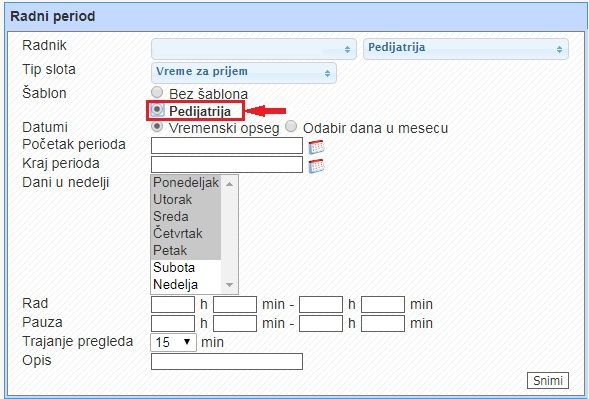 Radni period
Radnik Pedijatrija
Tip slota Vreme za prijem
Šablon Bez šablona
Pedijatrija
Datumi Vremenski opseg Odabir dana u mesecu
Početak perioda
Kraj perioda
Dani u nedelji Ponedeljak
Utorak
Sreda
Četvrtak
Petak
Subota
Nedelja
Rad h min - h min
Pauza h min - h min
Trajanje pregleda 15 min
Opis
Snimi